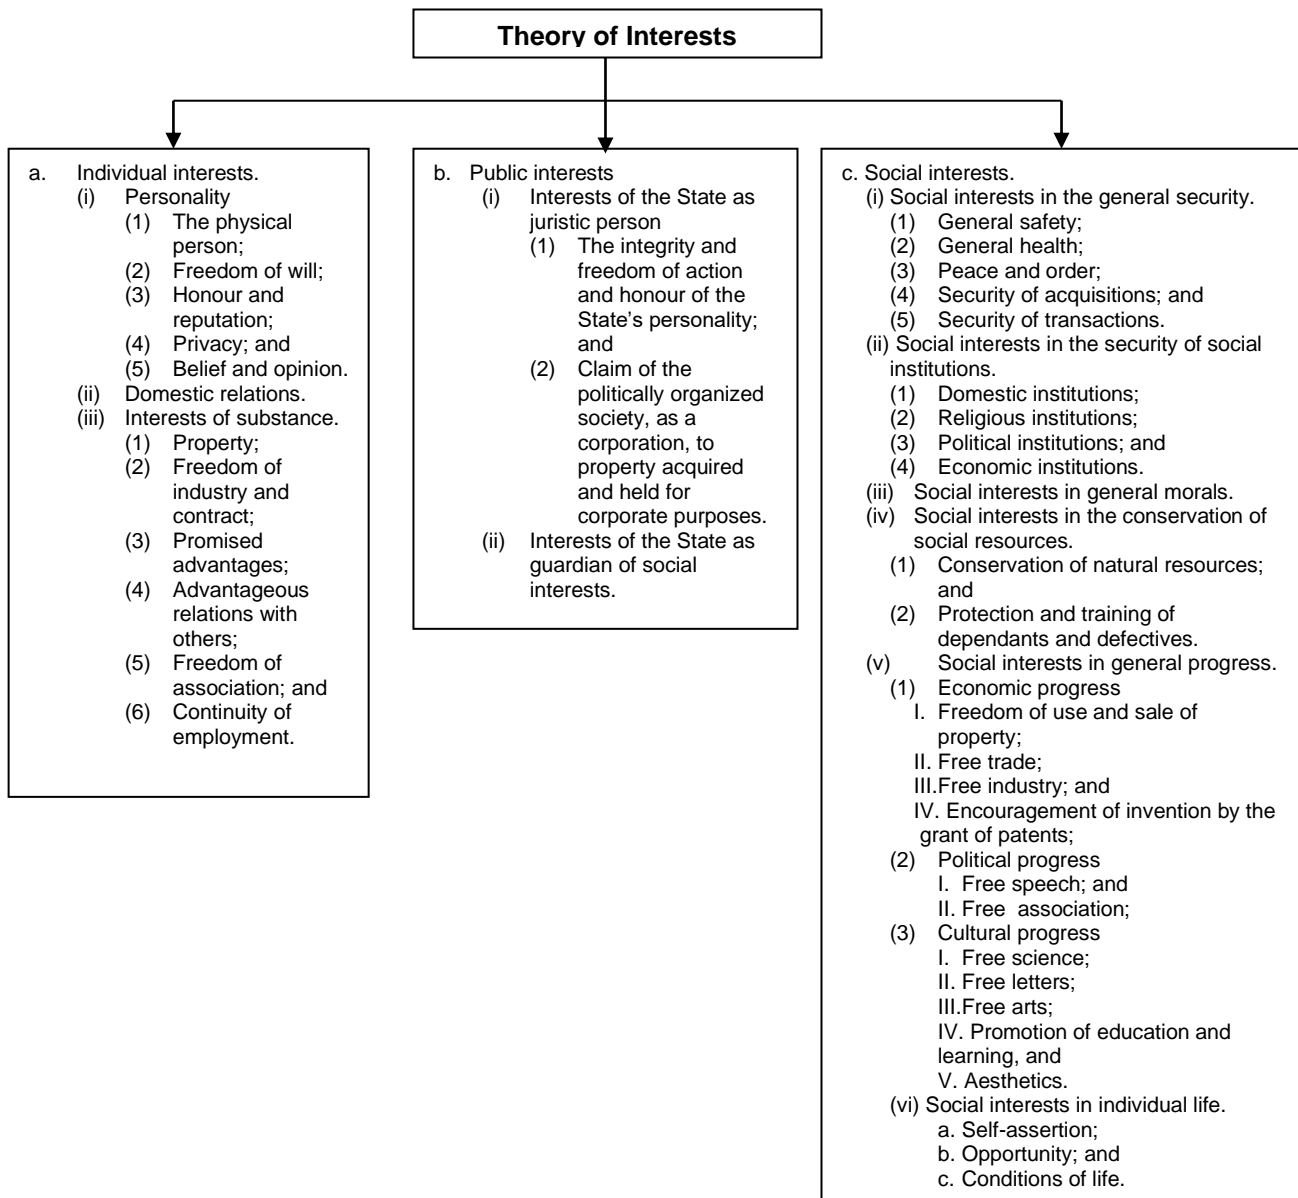 Theory of Interests
a. Individual interests.
(i) Personality
(1) The physical
person;
(2) Freedom of will;
(3) Honour and
reputation;
(4) Privacy; and
(5) Belief and opinion.
(ii) Domestic relations.
(iii) Interests of substance.
(1) Property;
(2) Freedom of
industry and
contract;
(3) Promised
advantages;
(4) Advantageous
relations with
others;
(5) Freedom of
association; and
(6) Continuity of
employment.
b. Public interests
(i) Interests of the State as
juristic person
(1) The integrity and
freedom of action
and honour of the
State’s personality;
and
(2) Claim of the
politically organized
society, as a
corporation, to
property acquired
and held for
corporate purposes.
(ii) Interests of the State as
guardian of social
interests.
c. Social interests.
(i) Social interests in the general security.
(1) General safety;
(2) General health;
(3) Peace and order;
(4) Security of acquisitions; and
(5) Security of transactions.
(ii) Social interests in the security of social
institutions.
(1) Domestic institutions;
(2) Religious institutions;
(3) Political institutions; and
(4) Economic institutions.
(iii) Social interests in general morals.
(iv) Social interests in the conservation of
social resources.
(1) Conservation of natural resources;
and
(2) Protection and training of
dependants and defectives.
(v) Social interests in general progress.
(1) Economic progress
I. Freedom of use and sale of
property;
II. Free trade;
III.Free industry; and
IV. Encouragement of invention by the
grant of patents;
(2) Political progress
I. Free speech; and
II. Free association;
(3) Cultural progress
I. Free science;
II. Free letters;
III.Free arts;
IV. Promotion of education and
learning, and
V. Aesthetics.
(vi) Social interests in individual life.
a. Self-assertion;
b. Opportunity; and
c. Conditions of life.